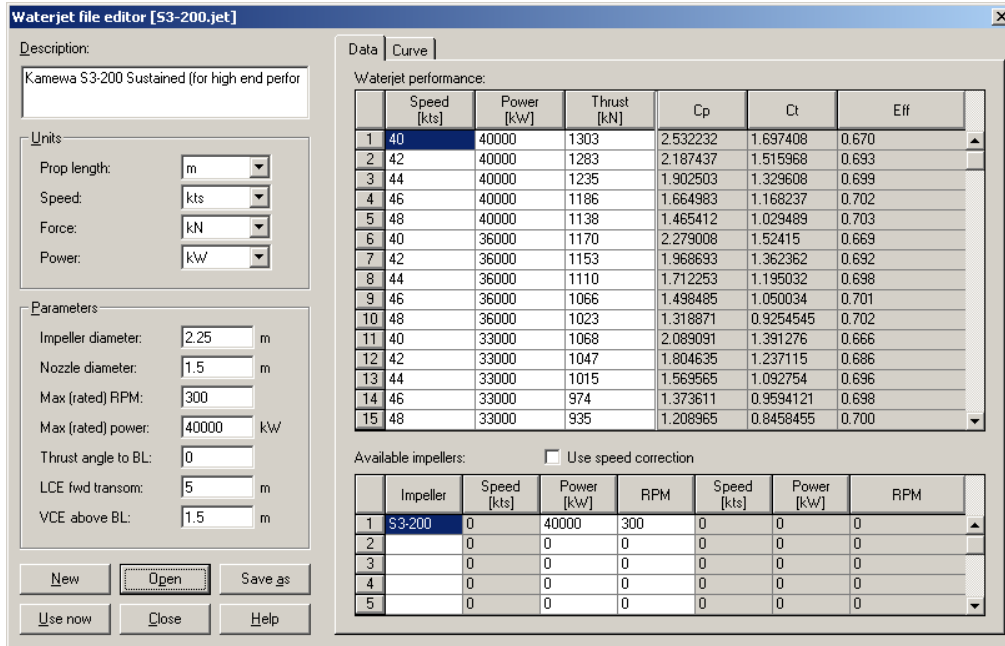 Waterjet file editor [S3-200.jet]
Description:
Kamewa S3-200 Sustained (for high end perfor
Units
Prop length: m
Speed: kts
Force: kN
Power: kW
Parameters
Impeller diameter: 2.25 m
Nozzle diameter: 1.5 m
Max (rated) RPM: 300
Max (rated) power: 40000 kW
Thrust angle to BL: 0
LCE fwd transom: 5 m
VCE above BL: 1.5 m
New Open Save as
Use now Close Help
Data Curve
Waterjet performance:
Speed [kts] Power [kW] Thrust [kN] Cp Ct Eff
1 40 40000 1303 2.532232 1.697408 0.670
2 42 40000 1283 2.187437 1.515968 0.693
3 44 40000 1235 1.902503 1.329608 0.699
4 46 40000 1186 1.664983 1.168237 0.702
5 48 40000 1138 1.465412 1.029489 0.703
6 40 36000 1170 2.279008 1.52415 0.669
7 42 36000 1153 1.968693 1.362362 0.692
8 44 36000 1110 1.712253 1.195032 0.698
9 46 36000 1066 1.498485 1.050034 0.701
10 48 36000 1023 1.318871 0.9254545 0.702
11 40 33000 1068 2.089091 1.391276 0.666
12 42 33000 1047 1.804635 1.237115 0.686
13 44 33000 1015 1.569565 1.092754 0.696
14 46 33000 974 1.373611 0.9594121 0.698
15 48 33000 935 1.208965 0.8458455 0.700
Available impellers: Use speed correction
Impeller Speed [kts] Power [kW] RPM Speed [kts] Power [kW] RPM
1 S3-200 0 40000 300 0 0 0
2 0 0 0 0 0 0
3 0 0 0 0 0 0
4 0 0 0 0 0 0
5 0 0 0 0 0 0